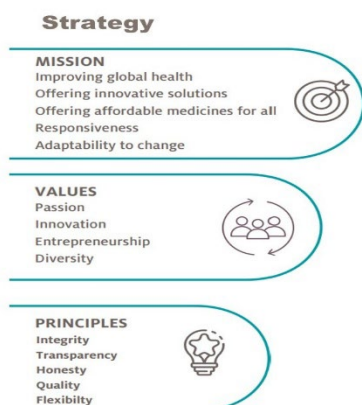 Strategy
MISSION
Improving global health
Offering innovative solutions
Offering affordable medicines for all
Responsiveness
Adaptability to change
VALUES
Passion
Innovation
Entrepreneurship
Diversity
PRINCIPLES
Integrity
Transparency
Honesty
Quality
Flexibilty